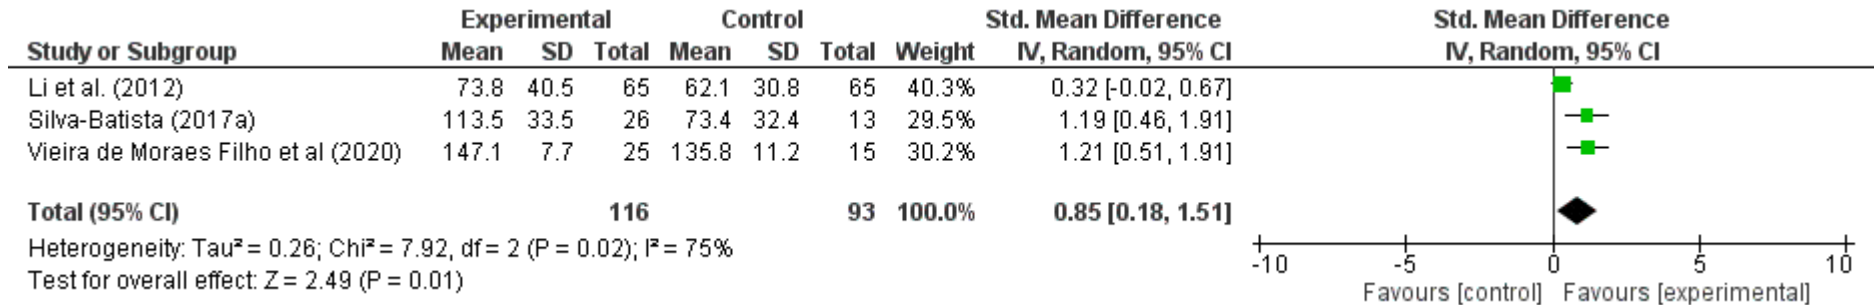 Experimental Control Std. Mean Difference Std. Mean Difference
Study or Subgroup Mean SD Total Mean SD Total Weight IV, Random, 95% CI IV, Random, 95% CI
Li et al. (2012) 73.8 40.5 65 62.1 30.8 65 40.3% 0.32 [-0.02, 0.67]
Silva-Batista (2017a) 113.5 33.5 26 73.4 32.4 13 29.5% 1.19 [0.46, 1.91]
Vieira de Moraes Filho et al (2020) 147.1 7.7 25 135.8 11.2 15 30.2% 1.21 [0.51, 1.91]
Total (95% CI) 116 93 100.0% 0.85 [0.18, 1.51]
Heterogeneity: Tau² = 0.26; Chi² = 7.92, df = 2 (P = 0.02); I² = 75%
Test for overall effect: Z = 2.49 (P = 0.01)
-10 -5 0 5 10
Favours [control] Favours [experimental]